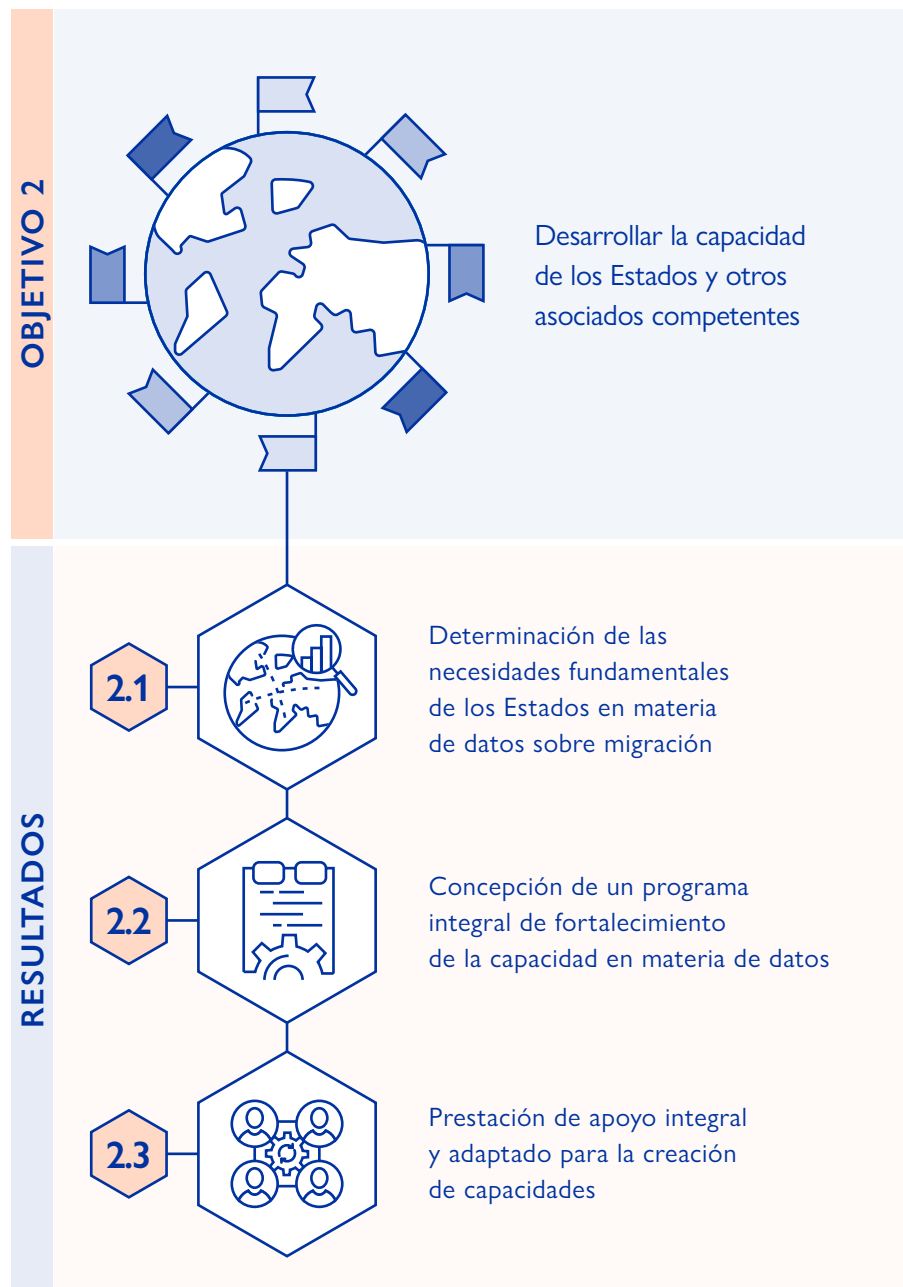 OBJETIVO 2
Desarrollar la capacidad
de los Estados y otros
asociados competentes
RESULTADOS
2.1
Determinación de las
necesidades fundamentales
de los Estados en materia
de datos sobre migración
2.2
Concepción de un programa
integral de fortalecimiento
de la capacidad en materia de datos
2.3
Prestación de apoyo integral
y adaptado para la creación
de capacidades